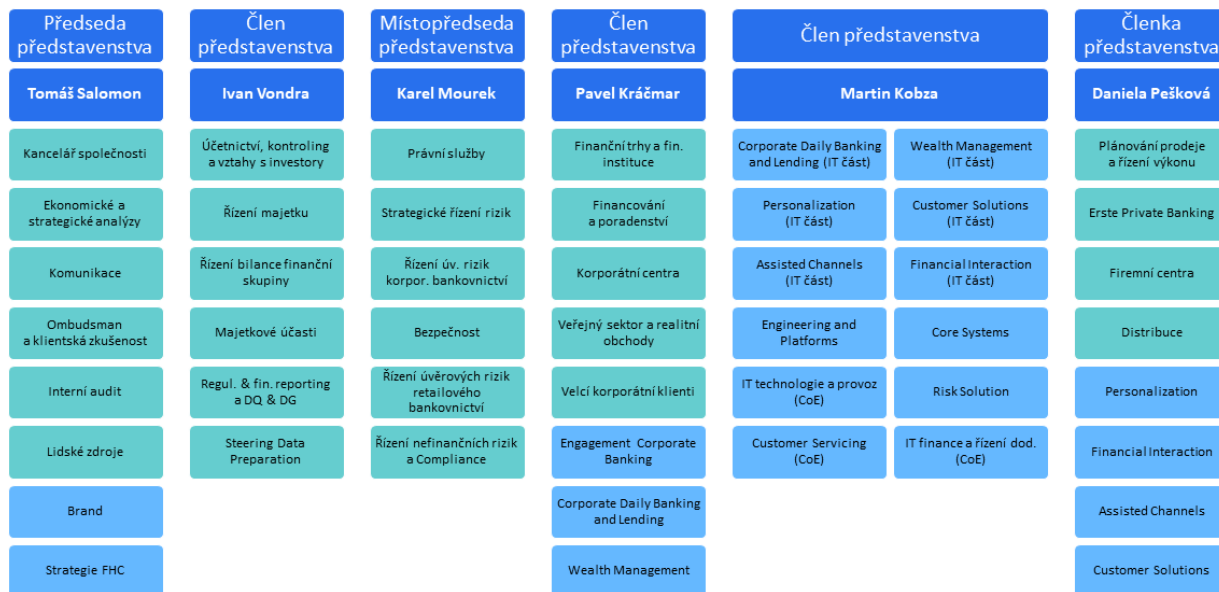 Předseda
představenstva
Tomáš Salomon
Kancelář společnosti
Ekonomické a
strategické analýzy
Komunikace
Ombudsman
a klientská zkušenost
Interní audit
Lidské zdroje
Brand
Strategie FHC
Člen
představenstva
Ivan Vondra
Účetnictví, kontroling
a vztahy s investory
Řízení majetku
Řízení bilance finanční
skupiny
Majetkové účasti
Regul. & fin. reporting
a DQ & DG
Steering Data
Preparation
Místopředseda
představenstva
Karel Mourek
Právní služby
Strategické řízení rizik
Řízení úv. rizik
korpor. bankovnictví
Bezpečnost
Řízení úvěrových rizik
retailového
bankovnictví
Řízení nefinančních rizik
a Compliance
Člen
představenstva
Pavel Kráčmar
Finanční trhy a fin.
instituce
Financování
a poradenství
Korporátní centra
Veřejný sektor a realitní
obchody
Velcí korporátní klienti
Engagement Corporate
Banking
Corporate Daily Banking
and Lending
Wealth Management
Člen představenstva
Martin Kobza
Corporate Daily Banking
and Lending (IT část)
Wealth Management
(IT část)
Personalization
(IT část)
Customer Solutions
(IT část)
Assisted Channels
(IT část)
Financial Interaction
(IT část)
Engineering and
Platforms
Core Systems
IT technologie a provoz
(CoE)
Risk Solution
Customer Servicing
(CoE)
IT finance a řízení dod.
(CoE)
Členka
představenstva
Daniela Pešková
Plánování prodeje
a řízení výkonu
Erste Private Banking
Firemní centra
Distribuce
Personalization
Financial Interaction
Assisted Channels
Customer Solutions